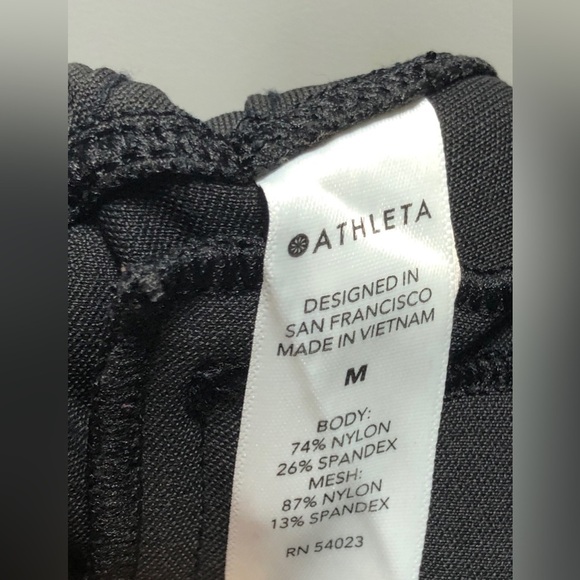 ATHLETA
DESIGNED IN
SAN FRANCISCO
MADE IN VIETNAM
M
BODY:
74% NYLON
26% SPANDEX
MESH:
87% NYLON
13% SPANDEX
RN 54023